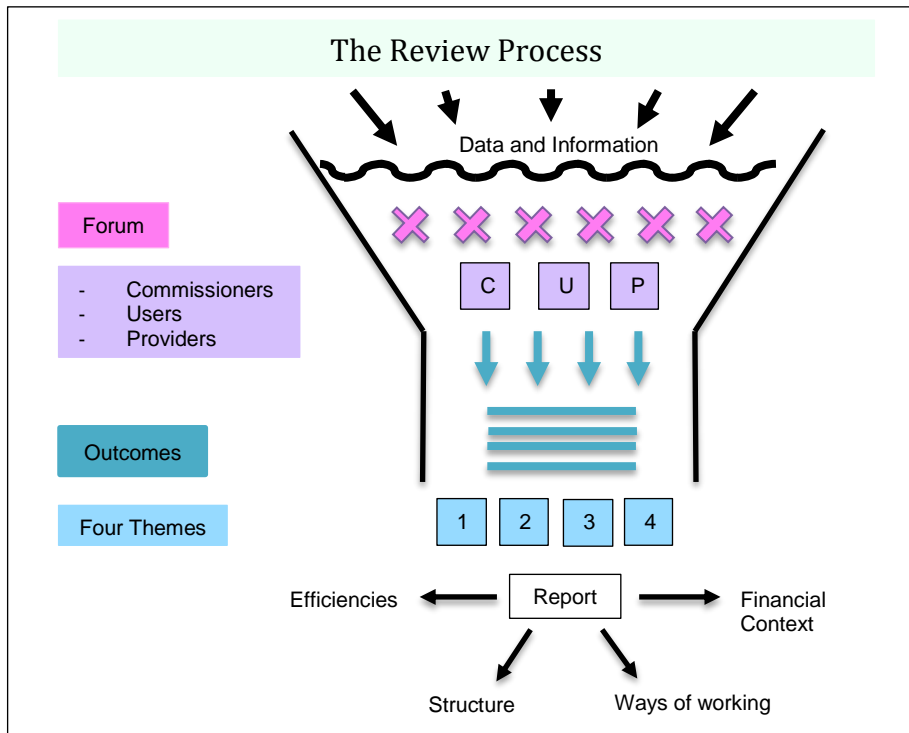 The Review Process
Data and Information
Forum
C U P
- Commissioners
- Users
- Providers
Outcomes
Four Themes
1 2 3 4
Efficiencies
Report
Financial
Context
Structure
Ways of working